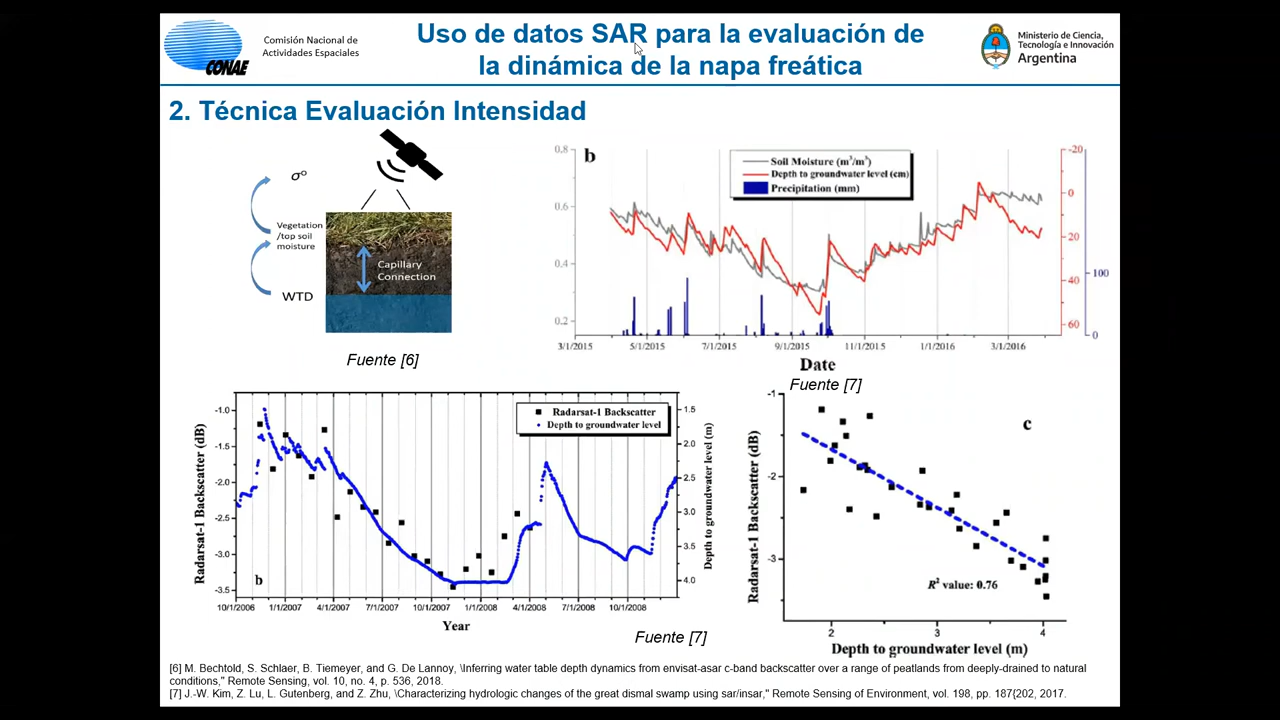 Comisión Nacional de
Actividades Espaciales
CONAE
Uso de datos SAR para la evaluación de
la dinámica de la napa freática
Ministerio de Ciencia,
Tecnología e Innovación
Argentina
2. Técnica Evaluación Intensidad
σ⁰
Vegetation
/top soil
moisture
WTD
Capillary
Connection
Fuente [6]
b
Soil Moisture (m³/m³)
Depth to groundwater level (cm)
Precipitation (mm)
0.8
0.6
0.4
0.2
-20
0
20
40
60
100
0
3/1/2015 5/1/2015 7/1/2015 9/1/2015 11/1/2015 1/1/2016 3/1/2016
Date
Fuente [7]
Radarsat-1 Backscatter
Depth to groundwater level
Radarsat-1 Backscatter (dB)
-1.0
-1.5
-2.0
-2.5
-3.0
-3.5
1.5
2.0
2.5
3.0
3.5
4.0
Depth to groundwater level (m)
b
10/1/2006 1/1/2007 4/1/2007 7/1/2007 10/1/2007 1/1/2008 4/1/2008 7/1/2008 10/1/2008
Year
Fuente [7]
c
Radarsat-1 Backscatter (dB)
-1
-2
-3
R² value: 0.76
2 3 4
Depth to groundwater level (m)
[6] M. Bechtold, S. Schlaer, B. Tiemeyer, and G. De Lannoy, \Inferring water table depth dynamics from envisat-asar c-band backscatter over a range of peatlands from deeply-drained to natural
conditions," Remote Sensing, vol. 10, no. 4, p. 536, 2018.
[7] J.-W. Kim, Z. Lu, L. Gutenberg, and Z. Zhu, \Characterizing hydrologic changes of the great dismal swamp using sar/insar," Remote Sensing of Environment, vol. 198, pp. 187{202, 2017.